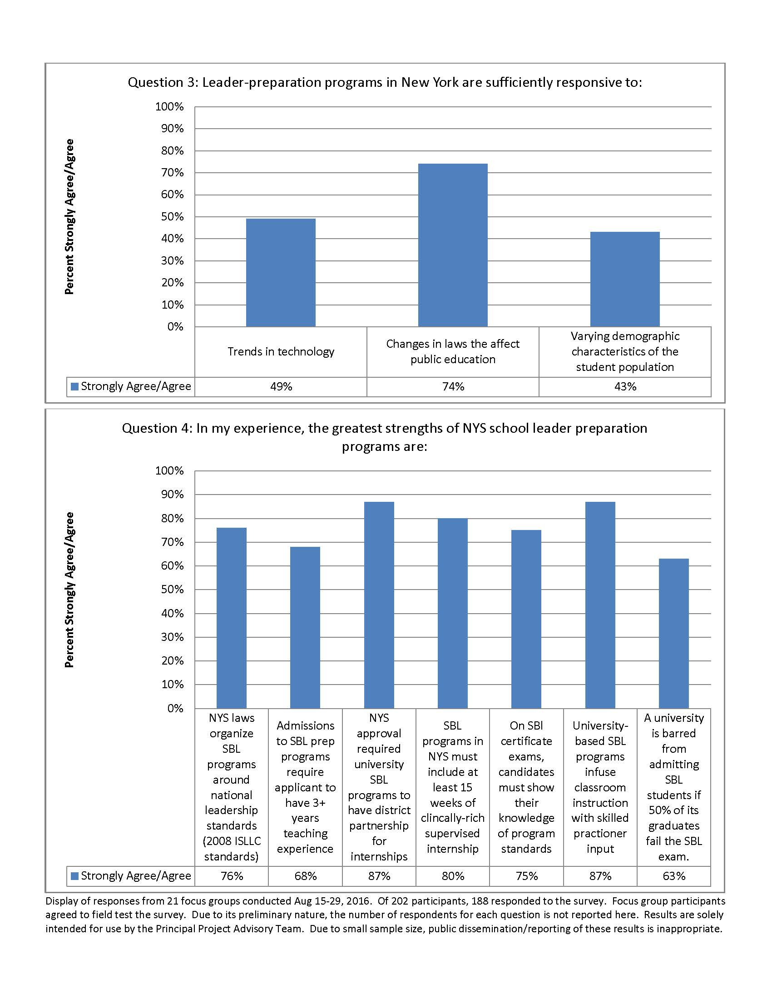 Question 3: Leader-preparation programs in New York are sufficiently responsive to:
Percent Strongly Agree/Agree
100%
90%
80%
70%
60%
50%
40%
30%
20%
10%
0%
Trends in technology
Changes in laws the affect
public education
Varying demographic
characteristics of the
student population
Strongly Agree/Agree
49%
74%
43%
Question 4: In my experience, the greatest strengths of NYS school leader preparation
programs are:
Percent Strongly Agree/Agree
100%
90%
80%
70%
60%
50%
40%
30%
20%
10%
0%
NYS laws
organize
SBL
programs
around
national
leadership
standards
(2008 ISLLC
standards)
Admissions
to SBL prep
programs
require
applicant to
have 3+
years
teaching
experience
NYS
approval
required
university
SBL
programs to
have district
partnership
for
internships
SBL
programs in
NYS must
include at
least 15
weeks of
clincally-rich
supervised
internship
On SBl
certificate
exams,
candidates
must show
their
knowledge
of program
standards
University-
based SBL
programs
infuse
classroom
instruction
with skilled
practioner
input
A university
is barred
from
admitting
SBL
students if
50% of its
graduates
fail the SBL
exam.
Strongly Agree/Agree
76%
68%
87%
80%
75%
87%
63%
Display of responses from 21 focus groups conducted Aug 15-29, 2016.  Of 202 participants, 188 responded to the survey.  Focus group participants
agreed to field test the survey.  Due to its preliminary nature, the number of respondents for each question is not reported here.  Results are solely
intended for use by the Principal Project Advisory Team.  Due to small sample size, public dissemination/reporting of these results is inappropriate.